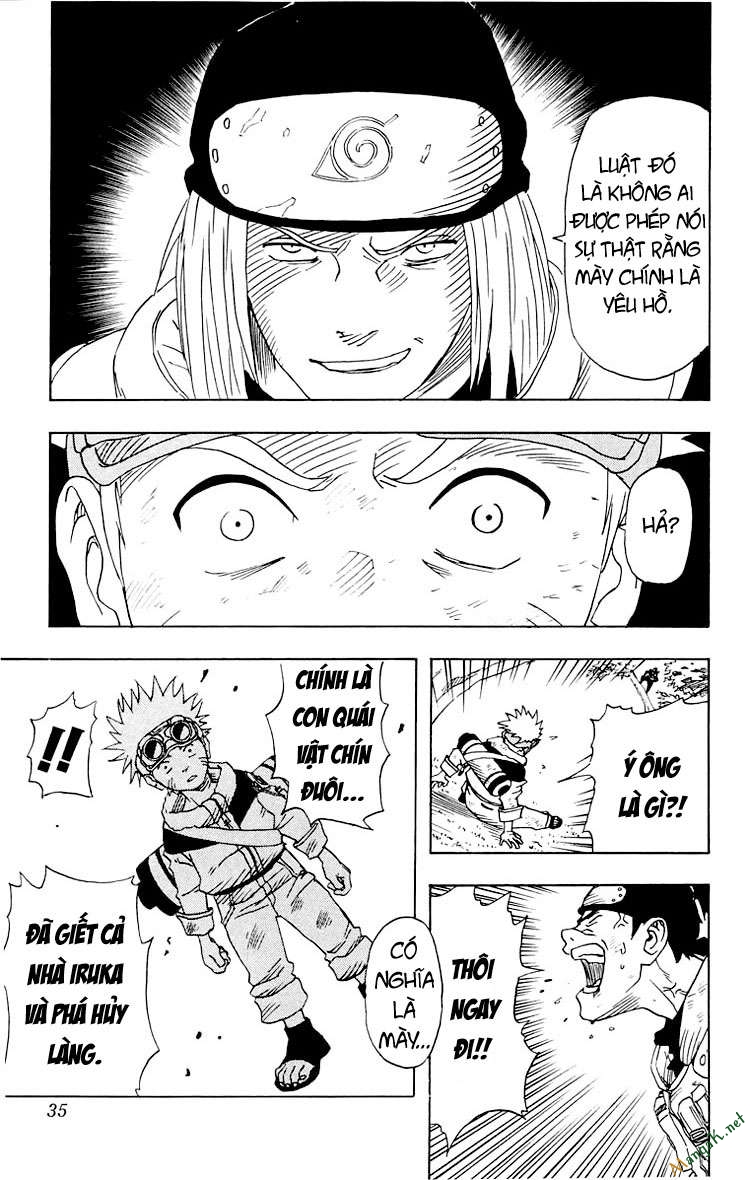 LUẬT ĐÓ
LÀ KHÔNG AI
ĐƯỢC PHÉP NÓI
SỰ THẬT RẰNG
MÀY CHÍNH LÀ
YÊU HỒ.
HẢ?
Ý ÔNG
LÀ GÌ?!
THÔI
NGAY
ĐI!!
CÓ
NGHĨA
LÀ
MÀY...
CHÍNH LÀ
CON QUÁI
VẬT CHÍN
ĐUÔI...
ĐÃ GIẾT CẢ
NHÀ IRUKA
VÀ PHÁ HỦY
LÀNG.
!!
35
MangaK.net